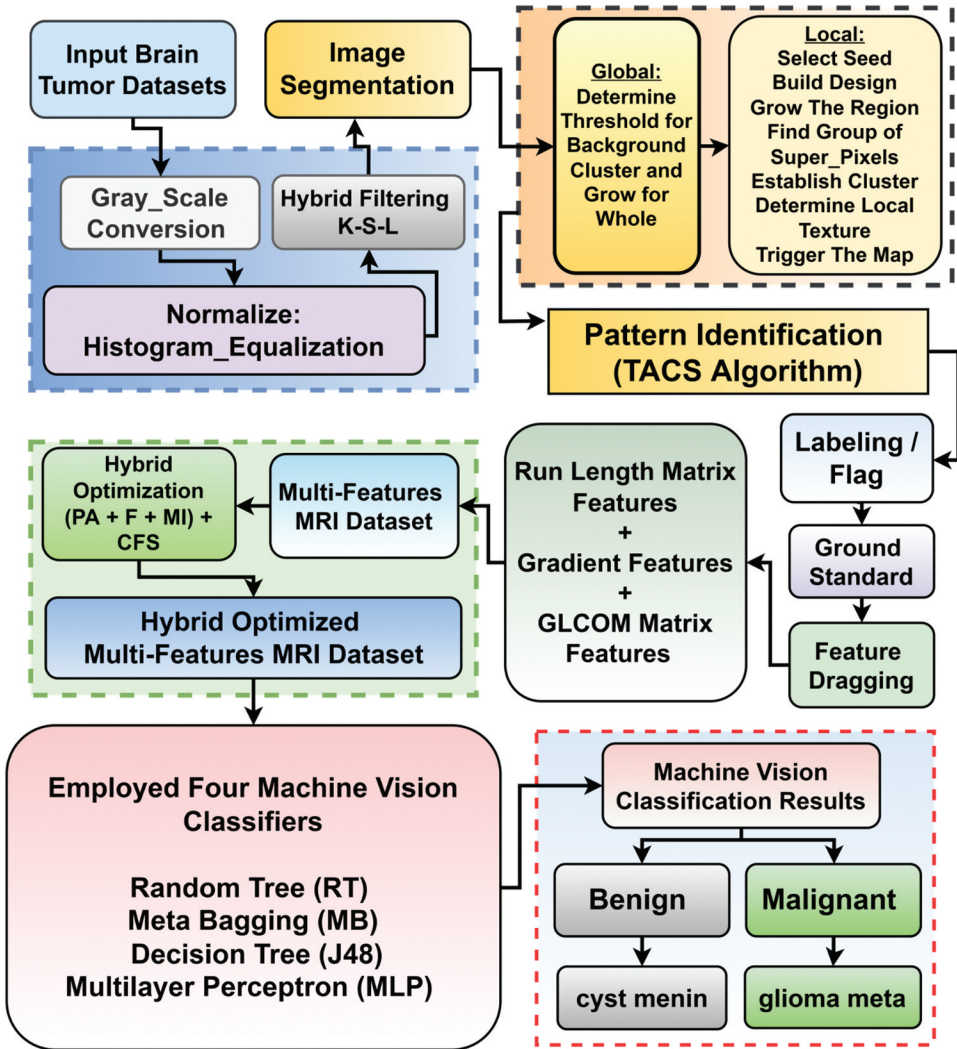 Input Brain
Tumor Datasets
Gray_Scale
Conversion
Normalize:
Histogram_Equalization
Hybrid Filtering
K-S-L
Image
Segmentation
Global:
Determine
Threshold for
Background
Cluster and
Grow for
Whole
Local:
Select Seed
Build Design
Grow The Region
Find Group of
Super_Pixels
Establish Cluster
Determine Local
Texture
Trigger The Map
Pattern Identification
(TACS Algorithm)
Labeling /
Flag
Ground
Standard
Feature
Dragging
Run Length Matrix
Features
+
Gradient Features
+
GLCOM Matrix
Features
Multi-Features
MRI Dataset
Hybrid
Optimization
(PA + F + MI) +
CFS
Hybrid Optimized
Multi-Features MRI Dataset
Employed Four Machine Vision
Classifiers
Random Tree (RT)
Meta Bagging (MB)
Decision Tree (J48)
Multilayer Perceptron (MLP)
Machine Vision
Classification Results
Benign
Malignant
cyst menin
glioma meta